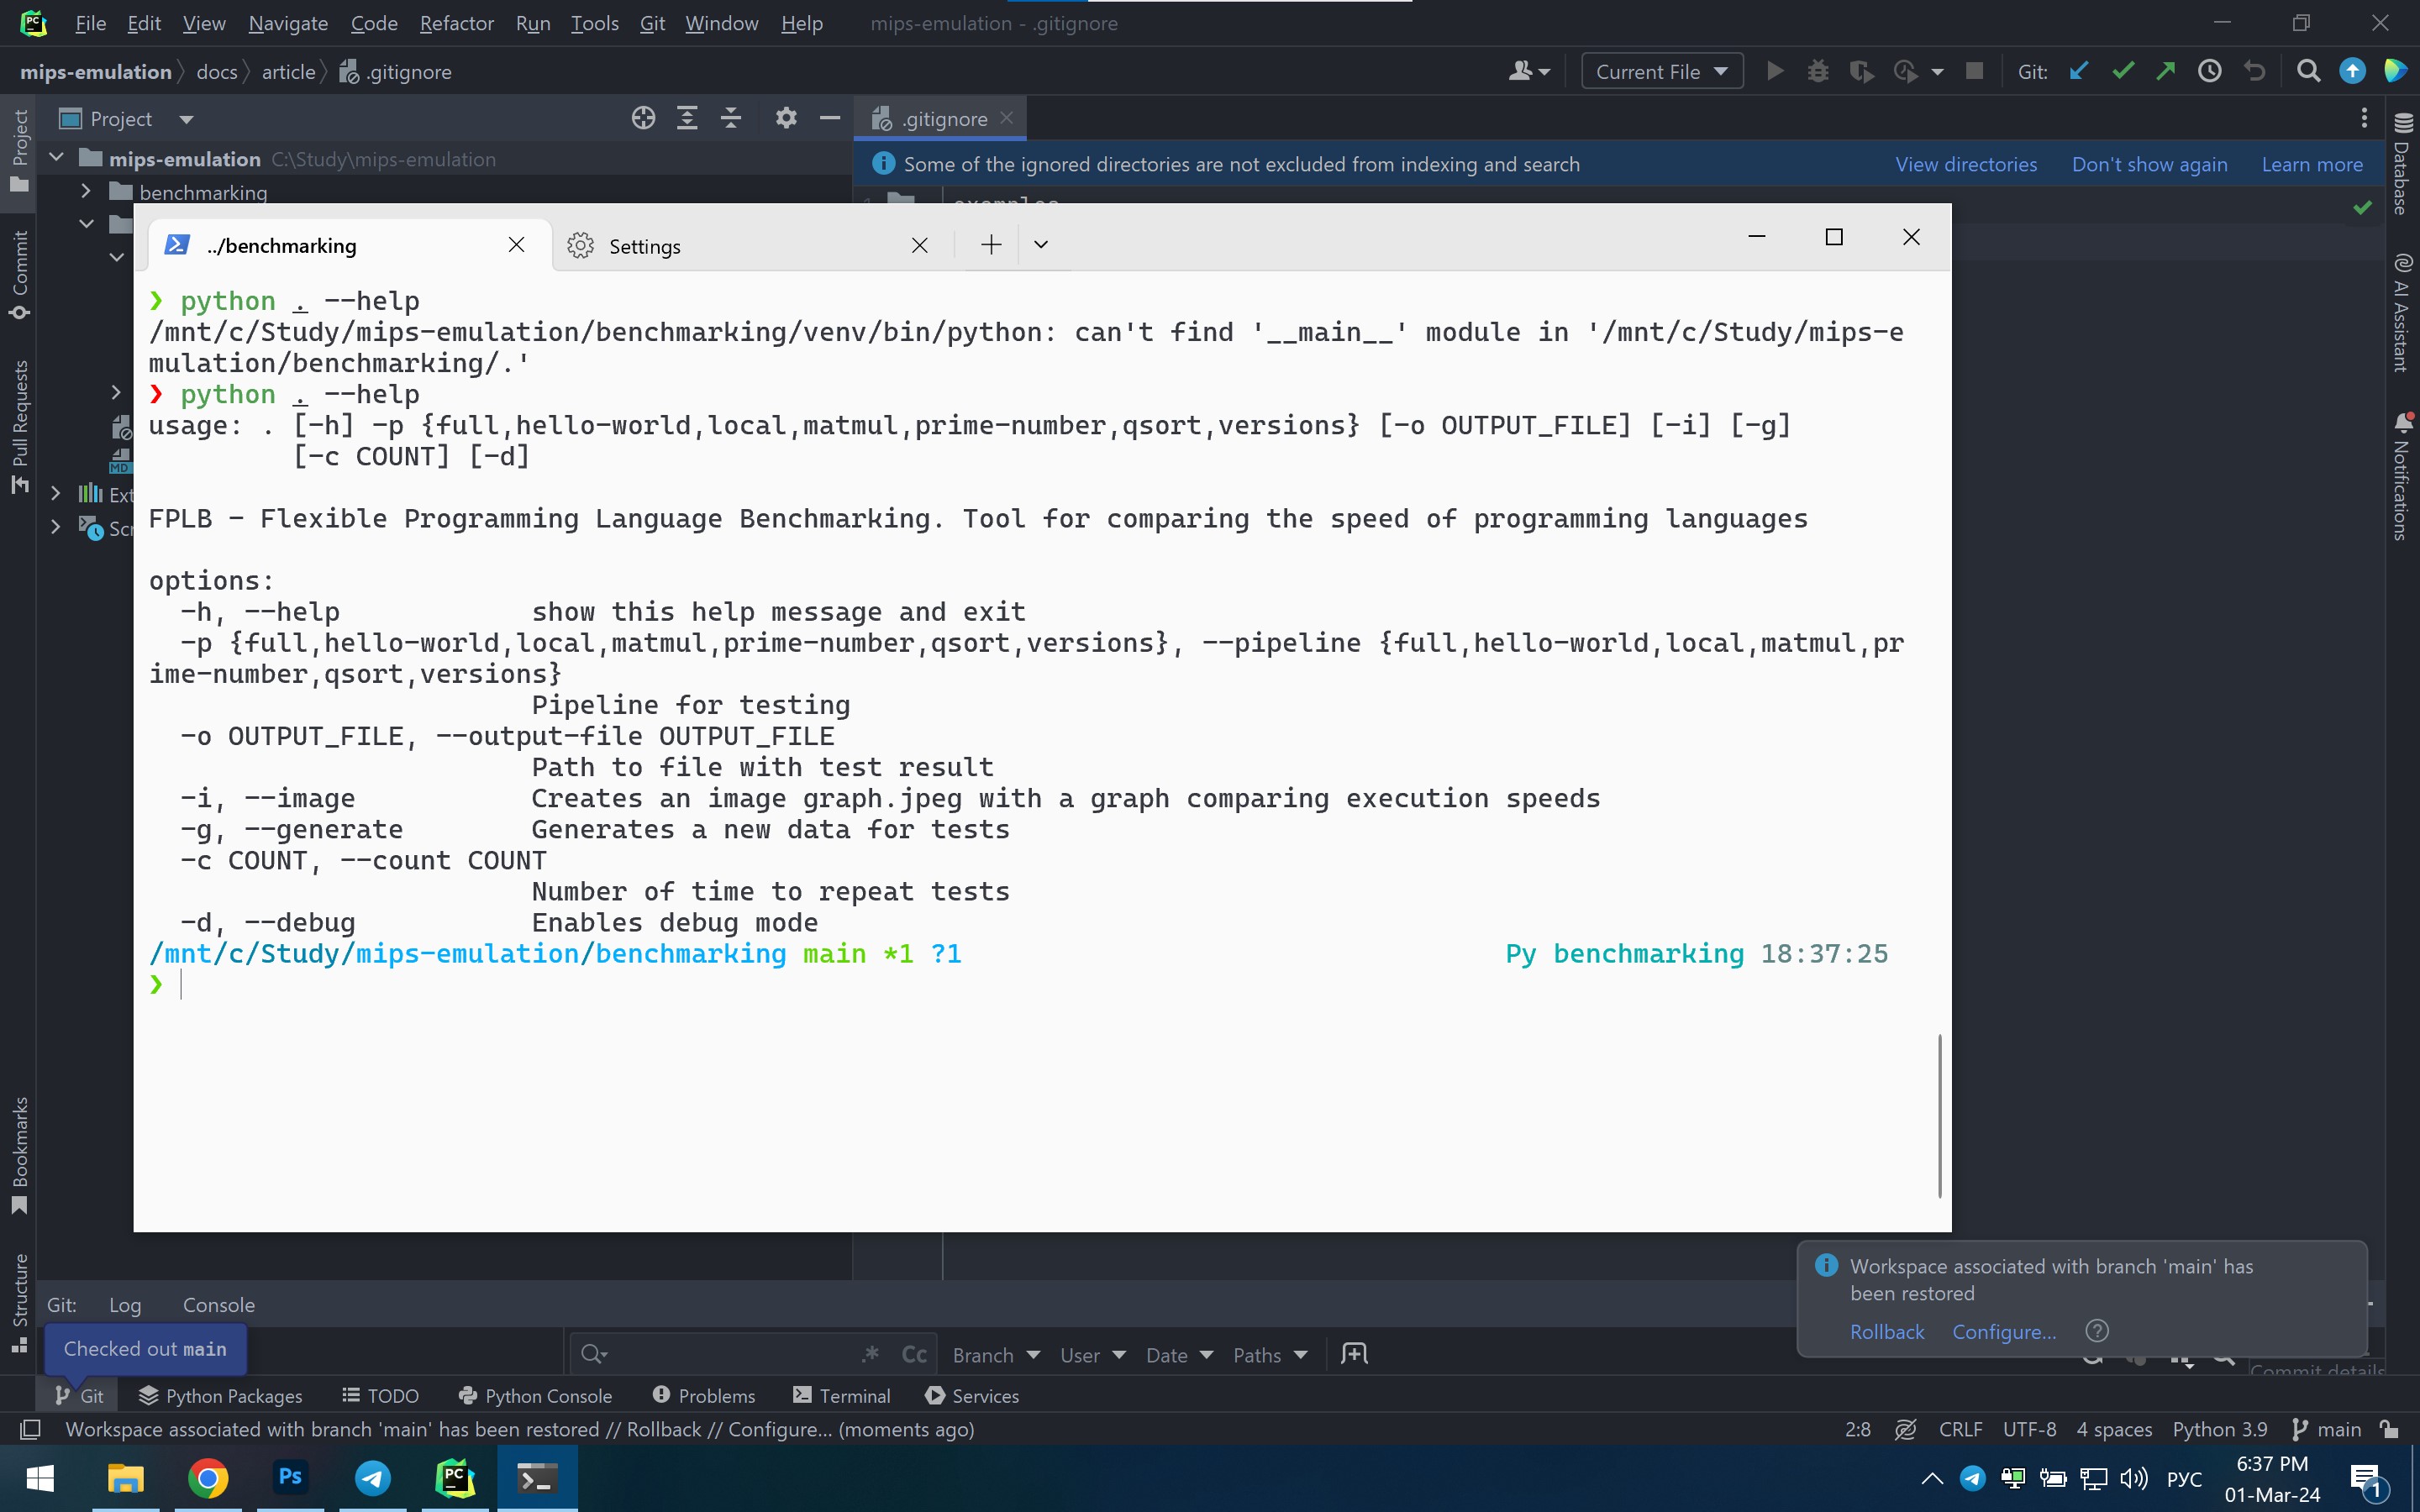 File Edit View Navigate Code Refactor Run Tools Git Window Help mips-emulation - .gitignore
mips-emulation docs article .gitignore Current File Git:
Project .gitignore
mips-emulation C:\Study\mips-emulation
Some of the ignored directories are not excluded from indexing and search View directories Don't show again Learn more
benchmarking
../benchmarking Settings
❯ python . --help
/mnt/c/Study/mips-emulation/benchmarking/venv/bin/python: can't find '__main__' module in '/mnt/c/Study/mips-e
mulation/benchmarking/.'
❯ python . --help
usage: . [-h] -p {full,hello-world,local,matmul,prime-number,qsort,versions} [-o OUTPUT_FILE] [-i] [-g]
[-c COUNT] [-d]
FPLB - Flexible Programming Language Benchmarking. Tool for comparing the speed of programming languages
options:
-h, --help show this help message and exit
-p {full,hello-world,local,matmul,prime-number,qsort,versions}, --pipeline {full,hello-world,local,matmul,pr
ime-number,qsort,versions}
Pipeline for testing
-o OUTPUT_FILE, --output-file OUTPUT_FILE
Path to file with test result
-i, --image Creates an image graph.jpeg with a graph comparing execution speeds
-g, --generate Generates a new data for tests
-c COUNT, --count COUNT
Number of time to repeat tests
-d, --debug Enables debug mode
/mnt/c/Study/mips-emulation/benchmarking main *1 ?1 Py benchmarking 18:37:25
❯
MD
Ext
Scr
Project
Commit
Pull Requests
Bookmarks
Structure
Database
AI Assistant
Notifications
Workspace associated with branch 'main' has
been restored
Rollback Configure...
Git: Log Console
Checked out main
Cc Branch User Date Paths
Commit details
Git Python Packages TODO Python Console Problems Terminal Services
Workspace associated with branch 'main' has been restored // Rollback // Configure... (moments ago) 2:8 CRLF UTF-8 4 spaces Python 3.9 main
Ps PC РУС 6:37 PM
01-Mar-24 1